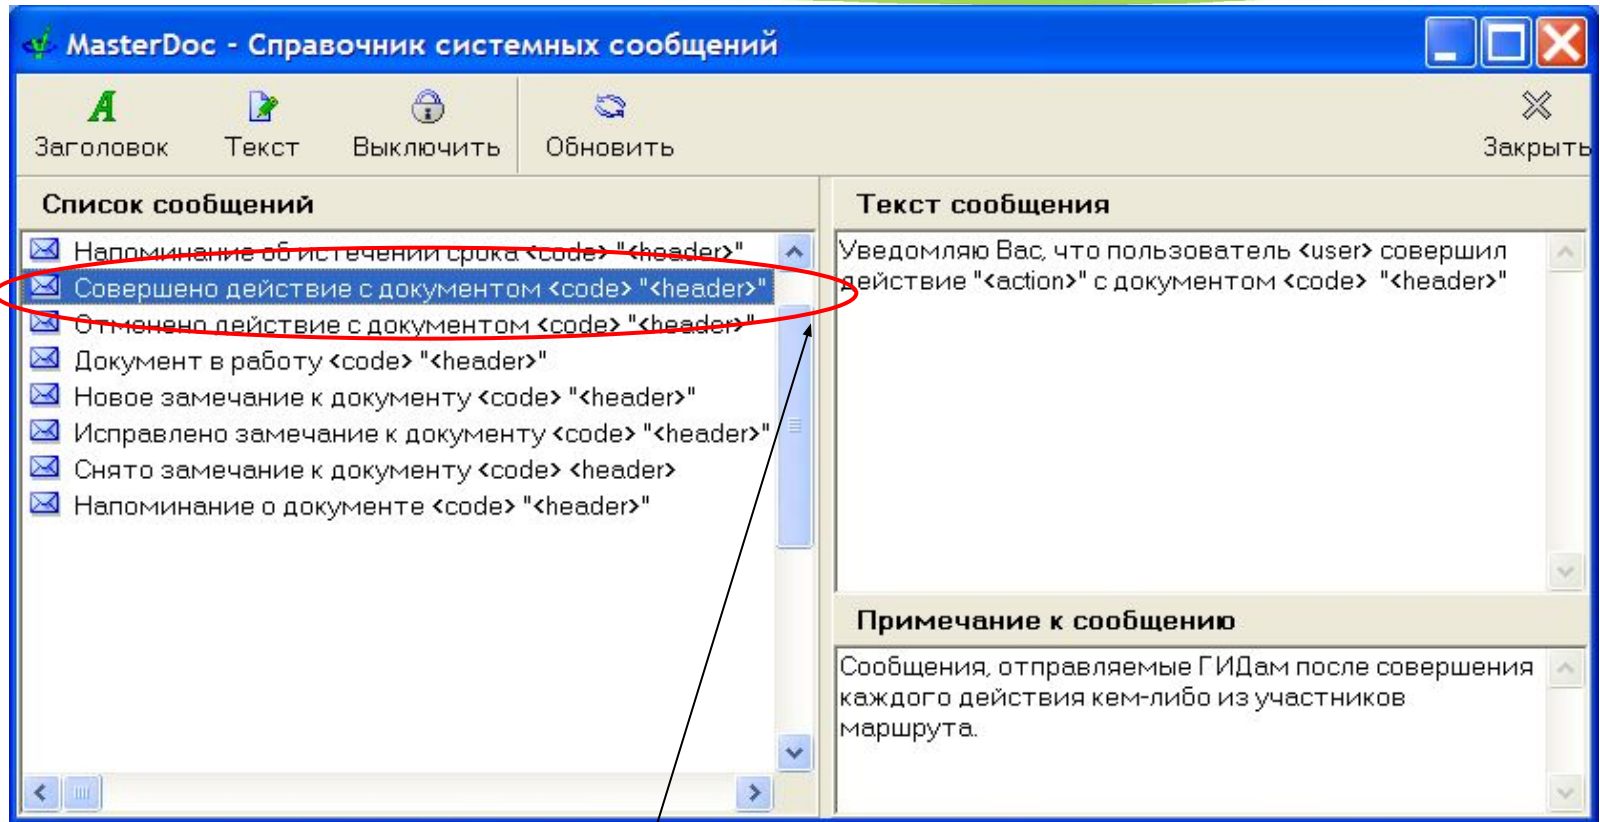 MasterDoc - Справочник системных сообщений
Заголовок Текст Выключить Обновить Закрыть
Список сообщений
Напоминание об истечении срока <code> "<header>"
Совершено действие с документом <code> "<header>"
Отменено действие с документом <code> "<header>"
Документ в работу <code> "<header>"
Новое замечание к документу <code> "<header>"
Исправлено замечание к документу <code> "<header>"
Снято замечание к документу <code> <header>
Напоминание о документе <code> "<header>"
Текст сообщения
Уведомляю Вас, что пользователь <user> совершил
действие "<action>" с документом <code> "<header>"
Примечание к сообщению
Сообщения, отправляемые ГИДам после совершения
каждого действия кем-либо из участников
маршрута.